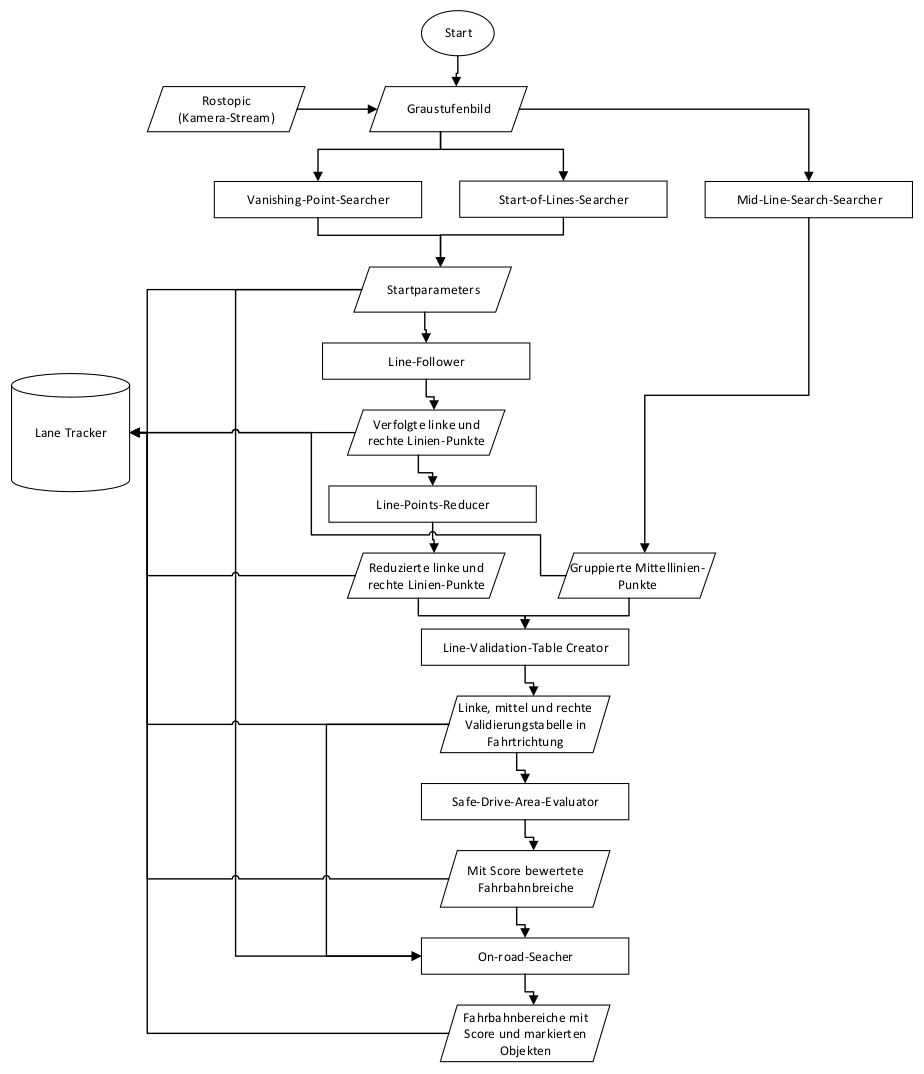 Start
Rostopic
(Kamera-Stream)
Graustufenbild
Vanishing-Point-Searcher
Start-of-Lines-Searcher
Mid-Line-Search-Searcher
Startparameters
Line-Follower
Lane Tracker
Verfolgte linke und
rechte Linien-Punkte
Line-Points-Reducer
Reduzierte linke und
rechte Linien-Punkte
Gruppierte Mittellinien-
Punkte
Line-Validation-Table Creator
Linke, mittel und rechte
Validierungstabelle in
Fahrtrichtung
Safe-Drive-Area-Evaluator
Mit Score bewertete
Fahrbahnbreiche
On-road-Seacher
Fahrbahnbereiche mit
Score und markierten
Objekten